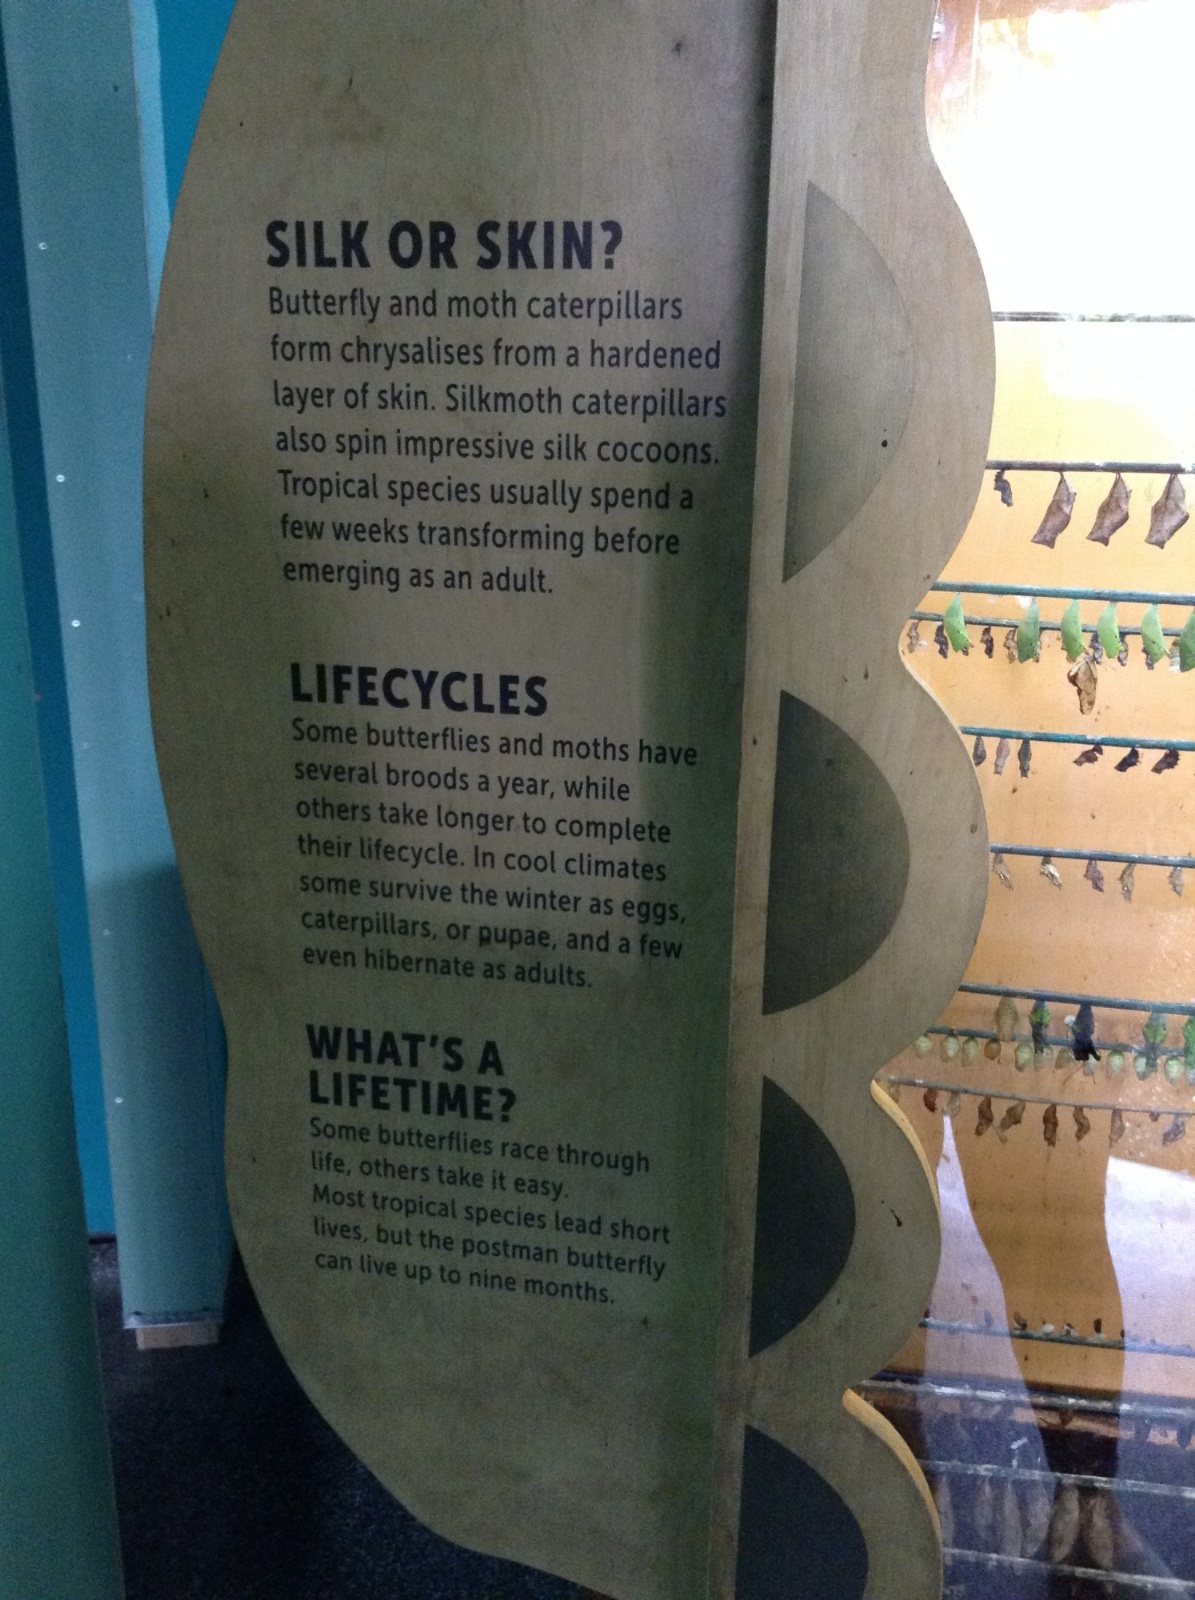 SILK OR SKIN?
Butterfly and moth caterpillars
form chrysalises from a hardened
layer of skin. Silkmoth caterpillars
also spin impressive silk cocoons.
Tropical species usually spend a
few weeks transforming before
emerging as an adult.
LIFECYCLES
Some butterflies and moths have
several broods a year, while
others take longer to complete
their lifecycle. In cool climates
some survive the winter as eggs,
caterpillars, or pupae, and a few
even hibernate as adults.
WHAT'S A
LIFETIME?
Some butterflies race through
life, others take it easy.
Most tropical species lead short
lives, but the postman butterfly
can live up to nine months.